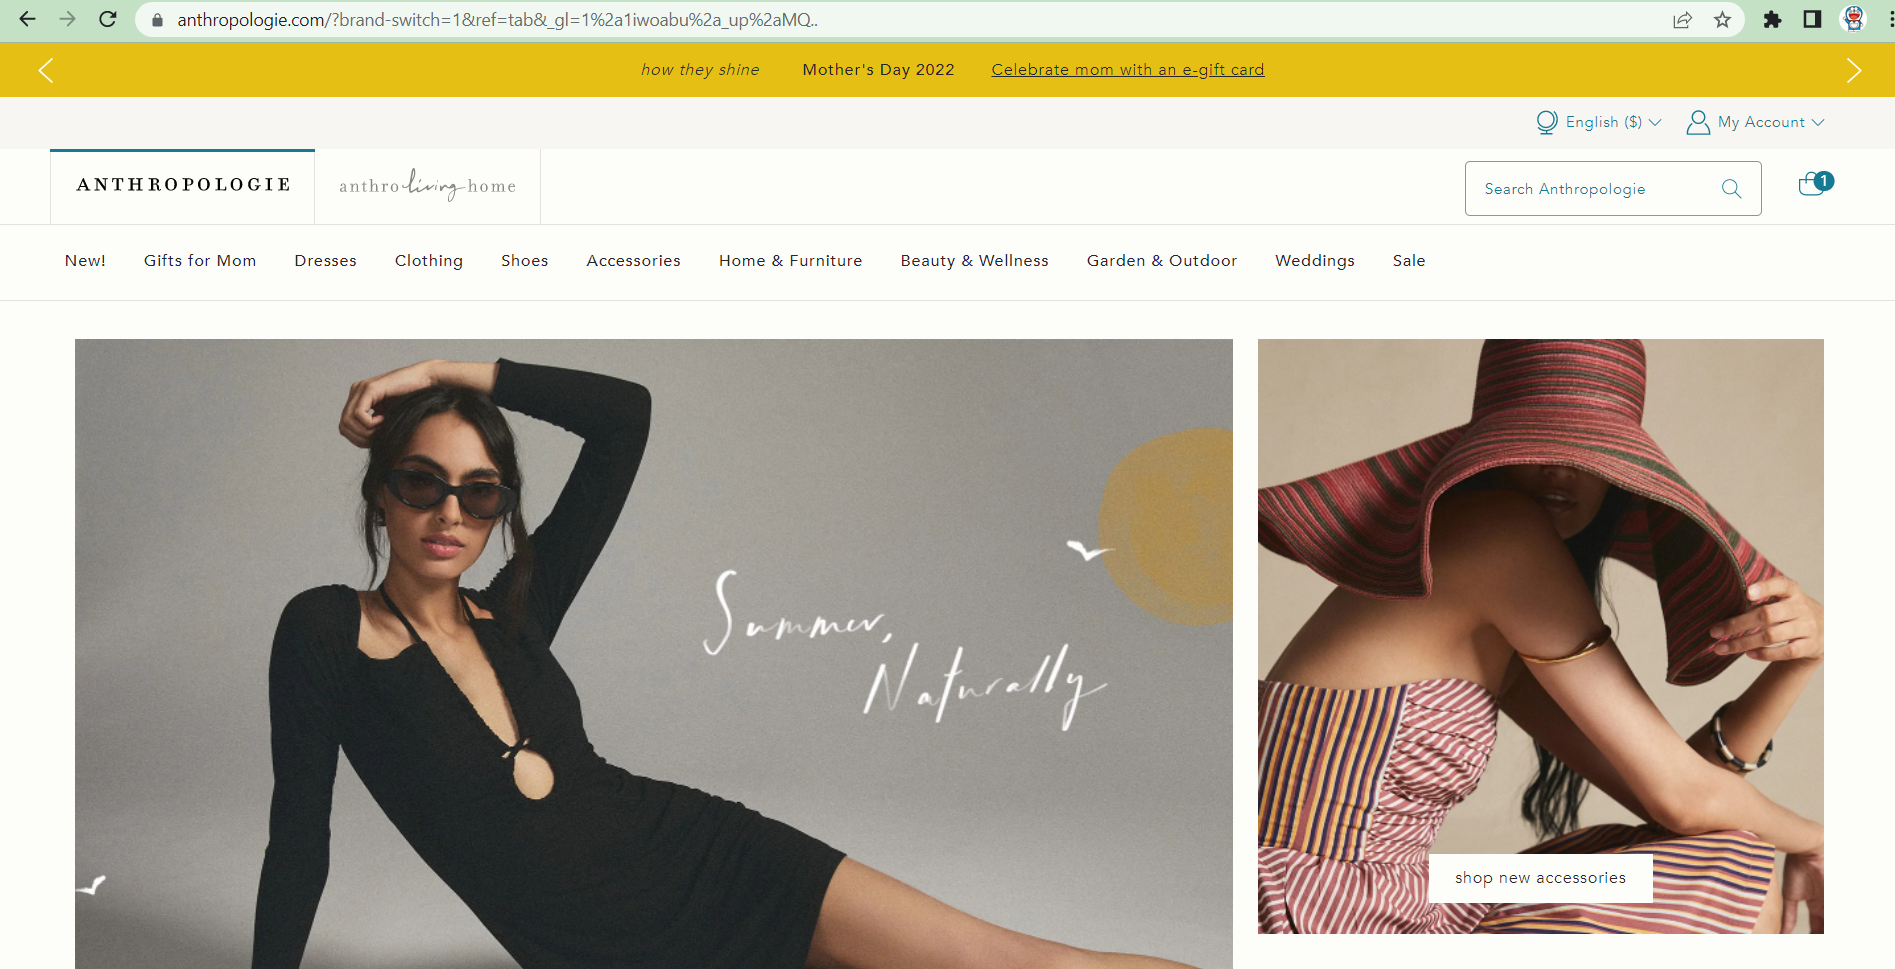 anthropologie.com/?brand-switch=1&ref=tab&_gl=1%2a1iwoabu%2a_up%2aMQ..
how they shine Mother's Day 2022 Celebrate mom with an e-gift card
English ($) My Account
ANTHROPOLOGIE anthroliving home Search Anthropologie 1
New! Gifts for Mom Dresses Clothing Shoes Accessories Home & Furniture Beauty & Wellness Garden & Outdoor Weddings Sale
Summer,
Naturally
shop new accessories